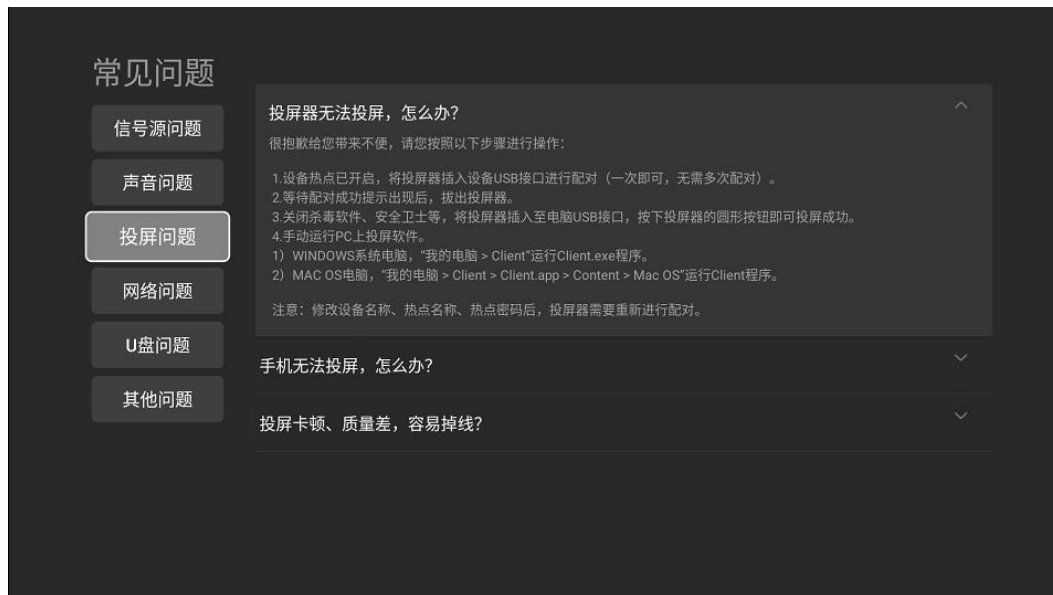 常见问题
信号源问题
声音问题
投屏问题
网络问题
U盘问题
其他问题
投屏器无法投屏，怎么办？
很抱歉给您带来不便，请您按照以下步骤进行操作：
1.设备热点已开启，将投屏器插入设备USB接口进行配对（一次即可，无需多次配对）。
2.等待配对成功提示出现后，拔出投屏器。
3.关闭杀毒软件、安全卫士等，将投屏器插入至电脑USB接口，按下投屏器的圆形按钮即可投屏成功。
4.手动运行PC上投屏软件。
1）WINDOWS系统电脑，“我的电脑 > Client”运行Client.exe程序。
2）MAC OS电脑，“我的电脑 > Client > Client.app > Content > Mac OS”运行Client程序。
注意：修改设备名称、热点名称、热点密码后，投屏器需要重新进行配对。
手机无法投屏，怎么办？
投屏卡顿、质量差，容易掉线？